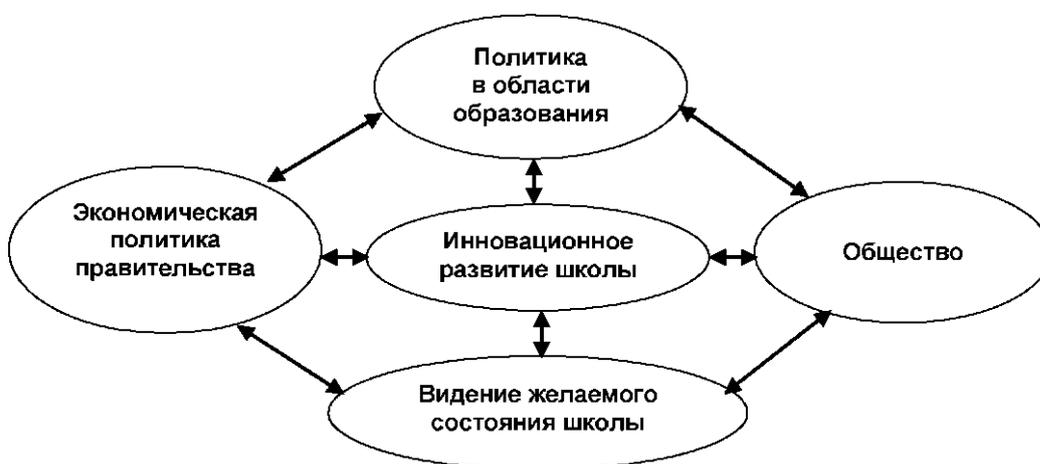 Политика
в области
образования
Экономическая
политика
правительства
Инновационное
развитие школы
Общество
Видение желаемого
состояния школы